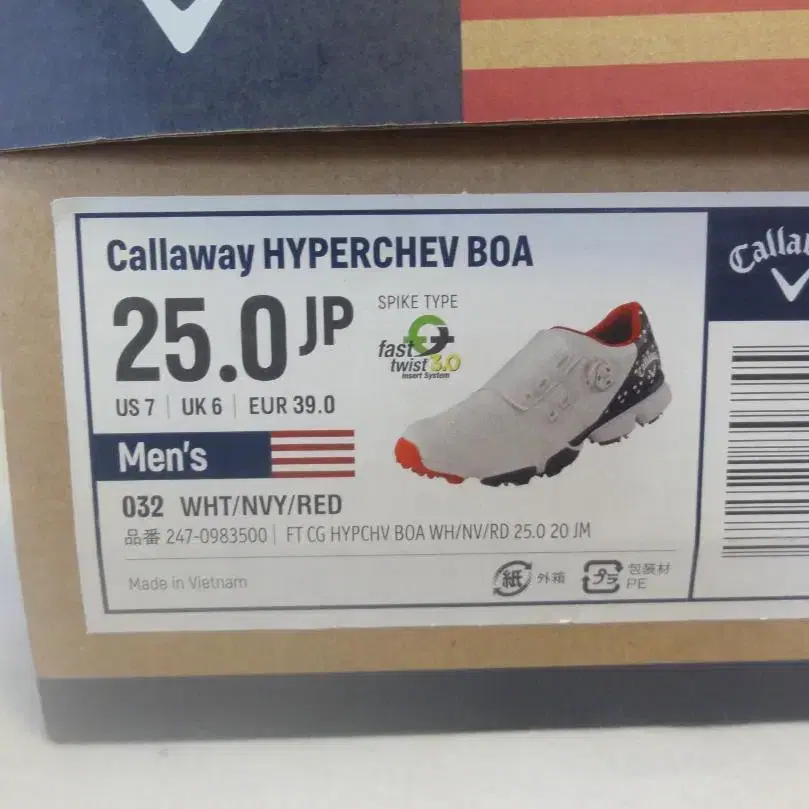 Callaway HYPERCHEV BOA
25.0 JP
US 7 | UK 6 | EUR 39.0
SPIKE TYPE
fast
twist 3.0
Insert System
Men's
032 WHT/NVY/RED
品番 247-0983500 | FT CG HYPCHV BOA WH/NV/RD 25.0 20 JM
Made in Vietnam
紙 外箱
プラ 包装材
PE